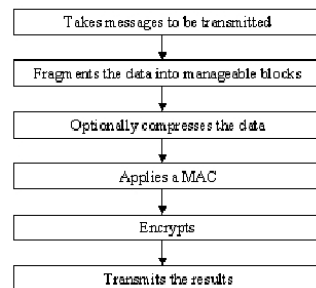 Takes messages to be transmitted
Fragments the data into manageable blocks
Optionally compresses the data
Applies a MAC
Encrypts
Transmits the results